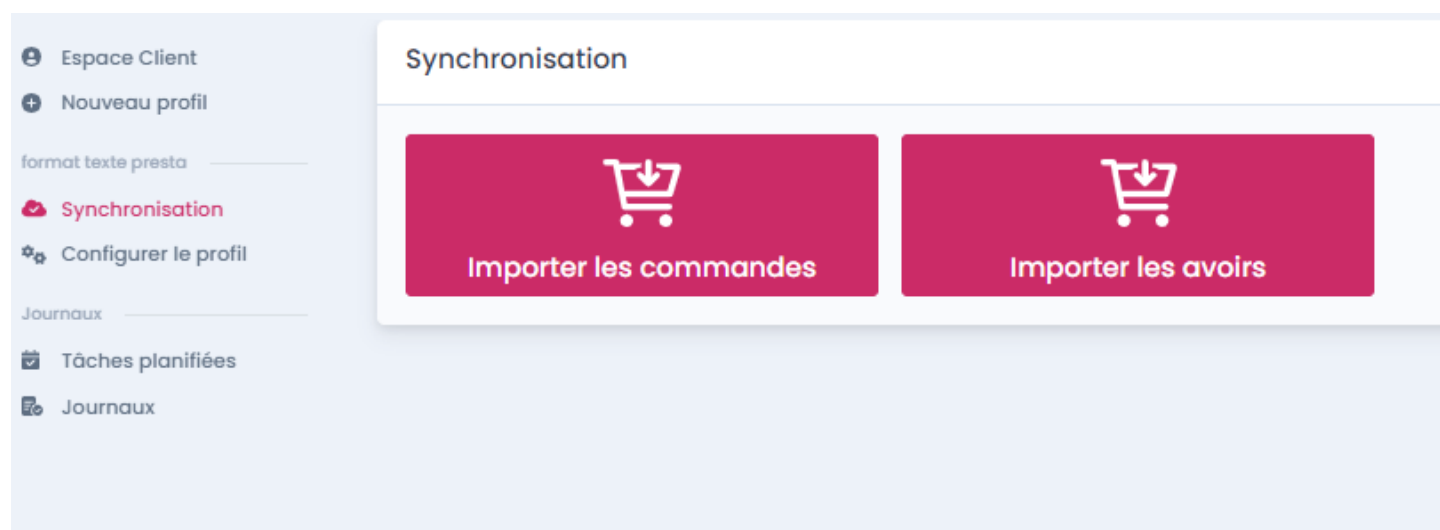 Espace Client
Nouveau profil
format texte presta
Synchronisation
Configurer le profil
Journaux
Tâches planifiées
Journaux
Synchronisation
Importer les commandes
Importer les avoirs